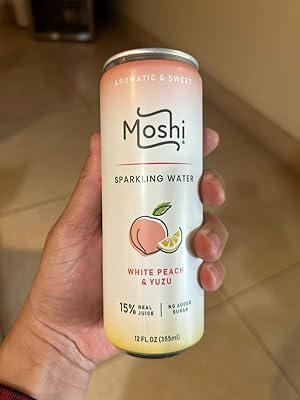 AROMATIC & SWEET
Moshi
SPARKLING WATER
WHITE PEACH
& YUZU
15% REAL JUICE | NO ADDED SUGAR
12 FL OZ (355ml)